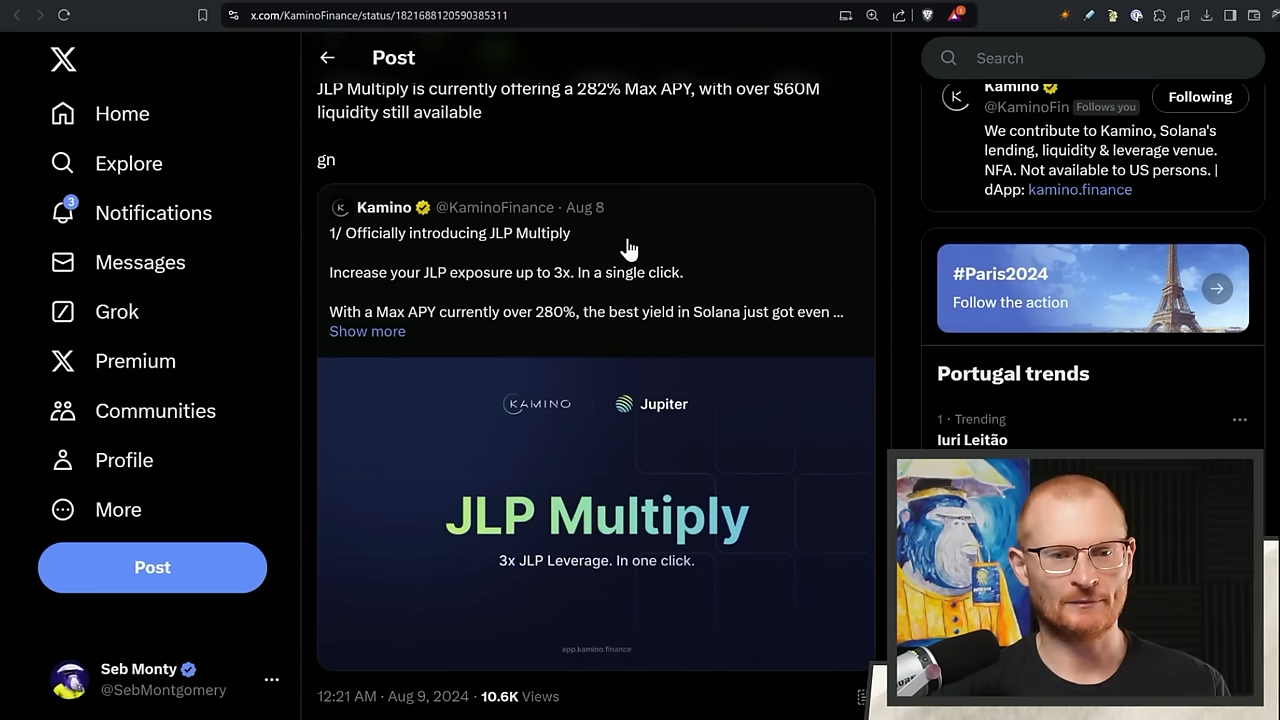 x.com/KaminoFinance/status/1821688120590385311
Home
Explore
3
Notifications
Messages
Grok
Premium
Communities
Profile
More
Post
Seb Monty
@SebMontgomery
Post
JLP Multiply is currently offering a 282% Max APY, with over $60M
liquidity still available
gn
Kamino @KaminoFinance · Aug 8
1/ Officially introducing JLP Multiply
Increase your JLP exposure up to 3x. In a single click.
With a Max APY currently over 280%, the best yield in Solana just got even ...
Show more
KAMINO
Jupiter
JLP Multiply
3x JLP Leverage. In one click.
app.kamino.finance
12:21 AM · Aug 9, 2024 · 10.6K Views
Search
Kamino
@KaminoFin Follows you
Following
We contribute to Kamino, Solana's
lending, liquidity & leverage venue.
NFA. Not available to US persons. |
dApp: kamino.finance
#Paris2024
Follow the action
Portugal trends
1 · Trending
Iuri Leitão